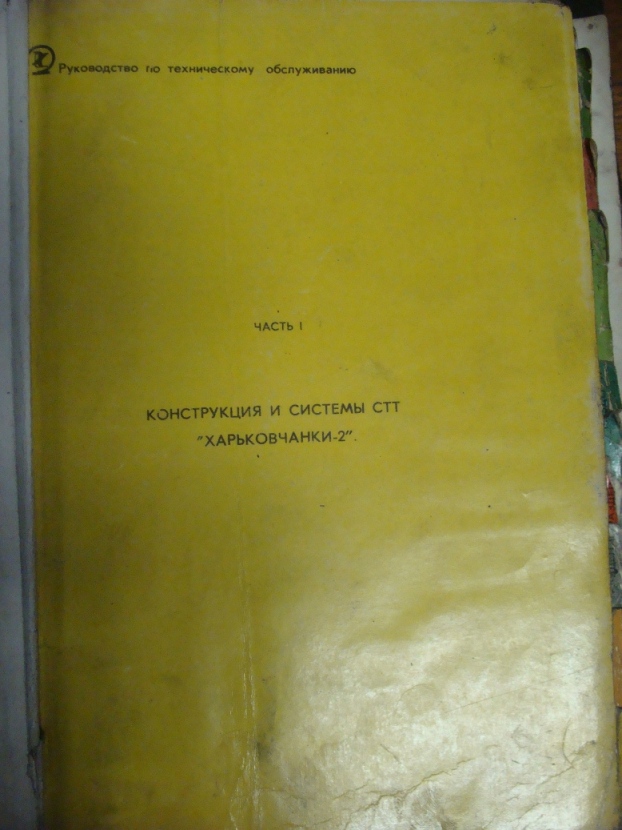 Руководство по техническому обслуживанию
ЧАСТЬ I
КОНСТРУКЦИЯ И СИСТЕМЫ СТТ
"ХАРЬКОВЧАНКИ-2".